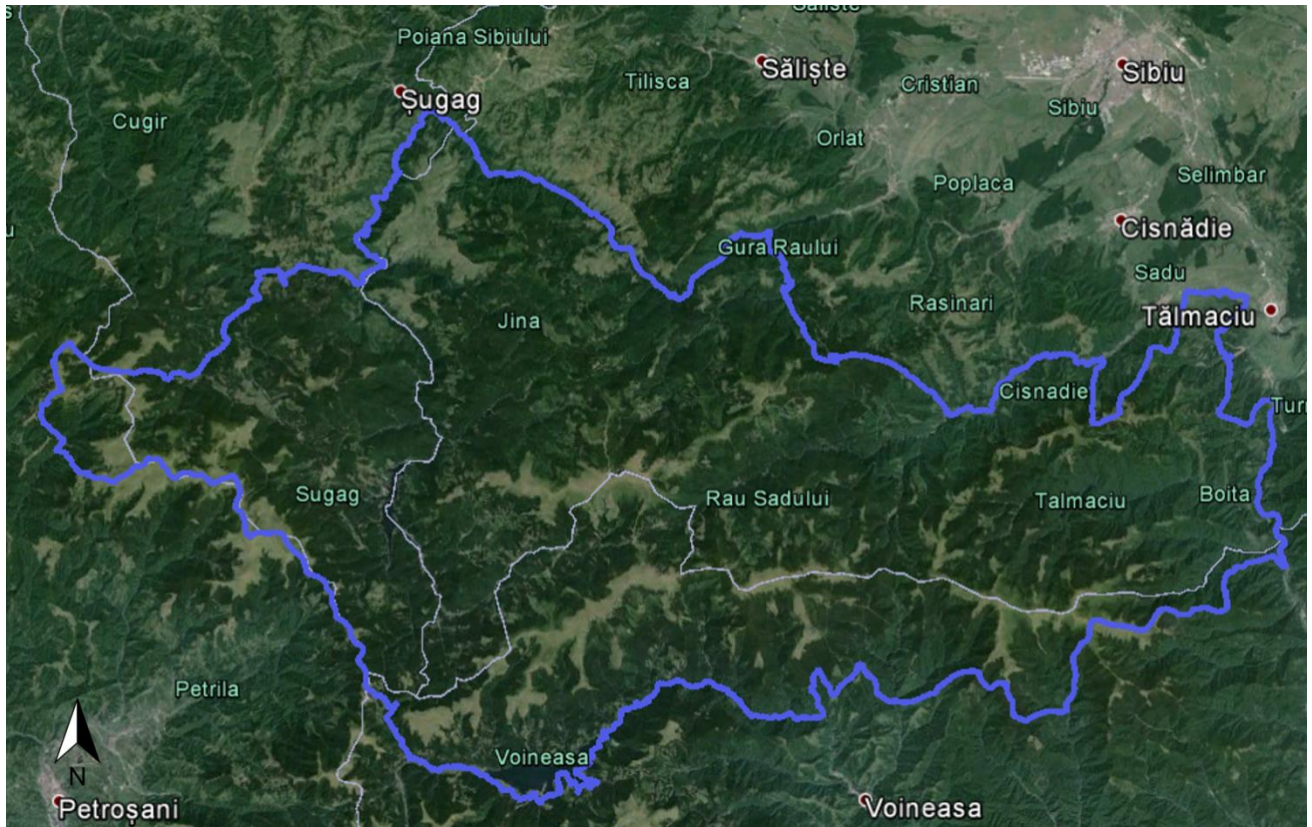 Saliste
Poiana Sibiului
Săliște
Sibiu
Tilisca
Cristian
Șugag
Sibiu
Cugir
Orlat
Selimbar
Poplaca
Cisnădie
Gura Raului
Sadu
Rasinari
Tălmaciu
Jina
Cisnadie
Turn
Sugag
Rau Sadului
Talmaciu
Boita
Petrila
Voineasa
N
Petroșani
Voineasa